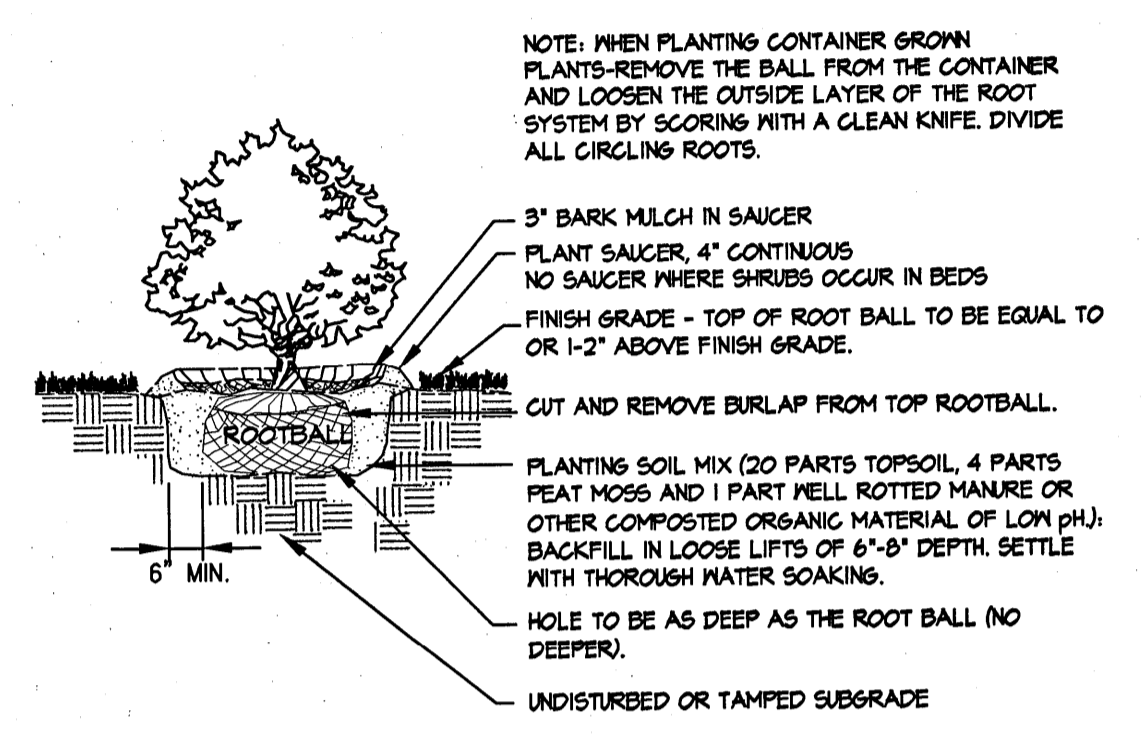 NOTE: WHEN PLANTING CONTAINER GROWN
PLANTS-REMOVE THE BALL FROM THE CONTAINER
AND LOOSEN THE OUTSIDE LAYER OF THE ROOT
SYSTEM BY SCORING WITH A CLEAN KNIFE. DIVIDE
ALL CIRCLING ROOTS.
3" BARK MULCH IN SAUCER
PLANT SAUCER, 4" CONTINUOUS
NO SAUCER WHERE SHRUBS OCCUR IN BEDS
FINISH GRADE - TOP OF ROOT BALL TO BE EQUAL TO
OR 1-2" ABOVE FINISH GRADE.
CUT AND REMOVE BURLAP FROM TOP ROOTBALL.
ROOTBALL
PLANTING SOIL MIX (20 PARTS TOPSOIL, 4 PARTS
PEAT MOSS AND 1 PART WELL ROTTED MANURE OR
OTHER COMPOSTED ORGANIC MATERIAL OF LOW pH.):
BACKFILL IN LOOSE LIFTS OF 6"-8" DEPTH. SETTLE
WITH THOROUGH WATER SOAKING.
6" MIN.
HOLE TO BE AS DEEP AS THE ROOT BALL (NO
DEEPER).
UNDISTURBED OR TAMPED SUBGRADE